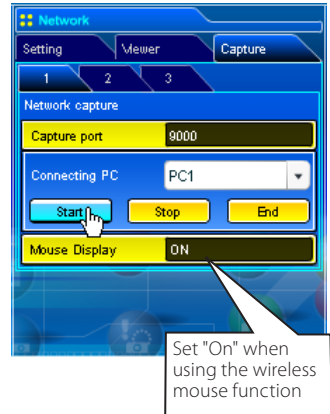 Network
Setting Viewer Capture
1 2 3
Network capture
Capture port 9000
Connecting PC PC1
Start Stop End
Mouse Display ON
Set "On" when
using the wireless
mouse function